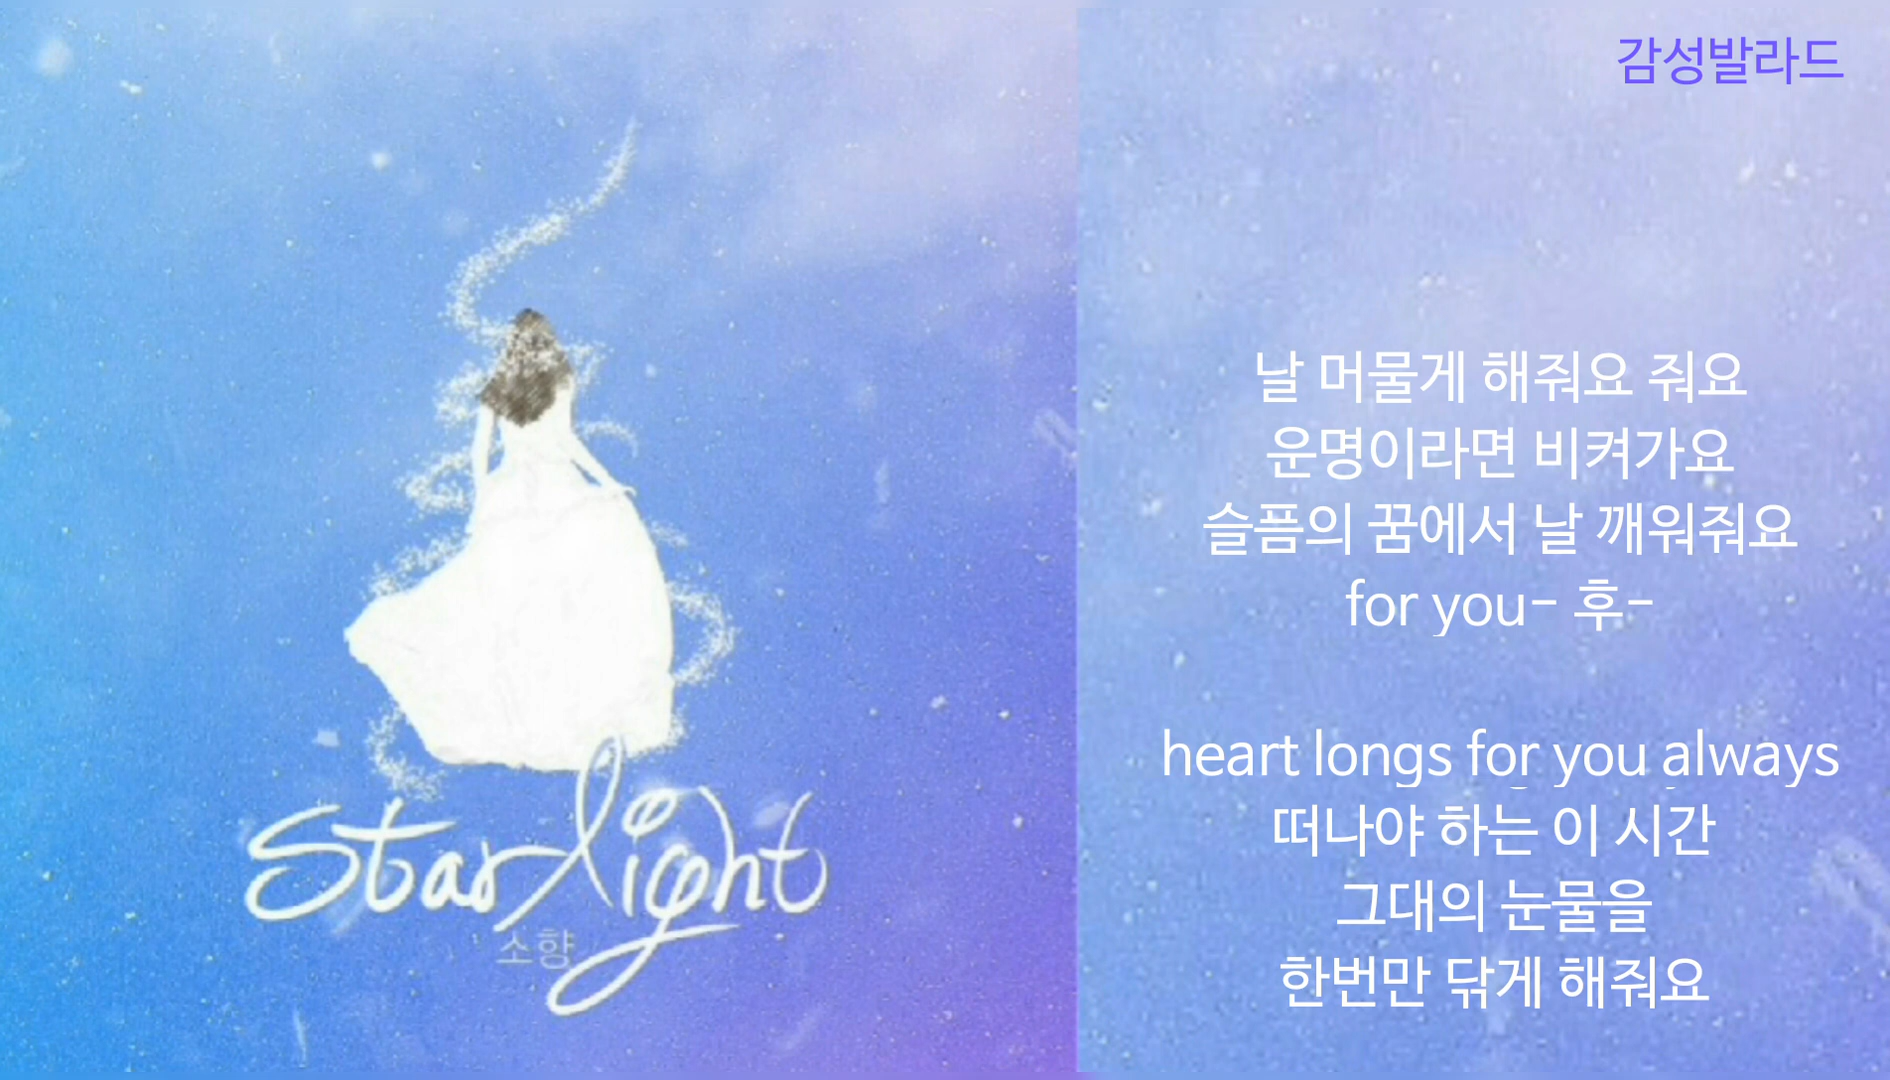 감성발라드
Starlight
소향
날 머물게 해줘요 줘요
운명이라면 비켜가요
슬픔의 꿈에서 날 깨워줘요
for you- 후-
heart longs for you always
떠나야 하는 이 시간
그대의 눈물을
한번만 닦게 해줘요